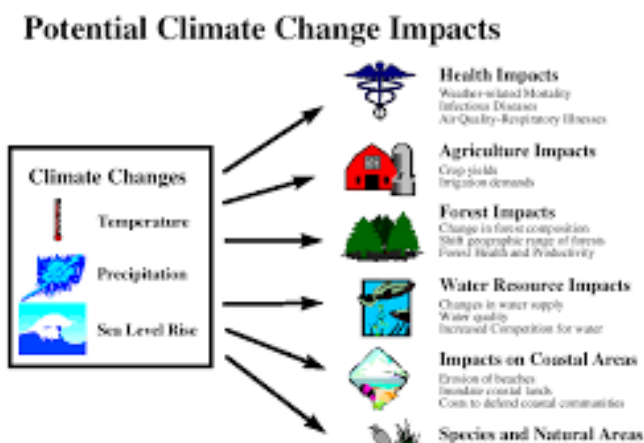 Potential Climate Change Impacts
Climate Changes
Temperature
Precipitation
Sea Level Rise
Health Impacts
Weather-related Mortality
Infectious Diseases
Air Quality-Respiratory Illnesses
Agriculture Impacts
Crop yields
Irrigation demands
Forest Impacts
Change in forest composition
Shift geographic range of forests
Forest Health and Productivity
Water Resource Impacts
Changes in water supply
Water quality
Increased Competition for water
Impacts on Coastal Areas
Erosion of beaches
Inundate coastal lands
Costs to defend coastal communities
Species and Natural Areas